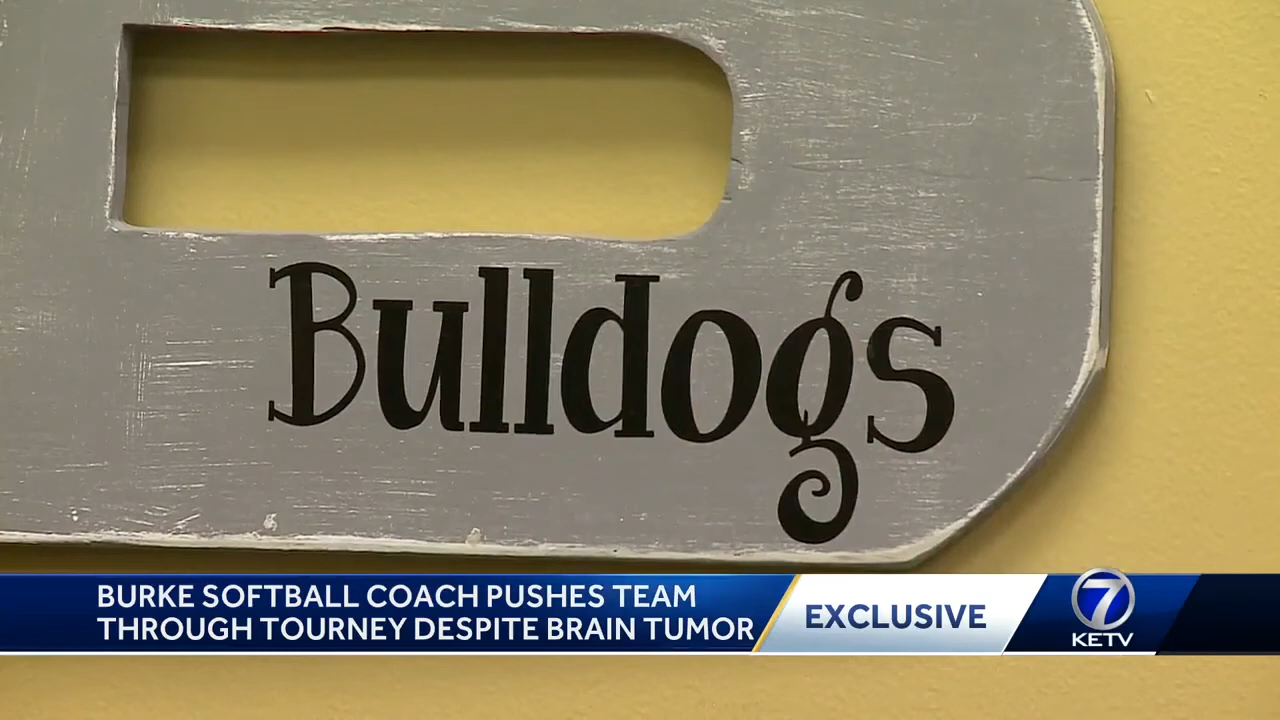 Bulldogs
BURKE SOFTBALL COACH PUSHES TEAM
THROUGH TOURNEY DESPITE BRAIN TUMOR
EXCLUSIVE
7
KETV